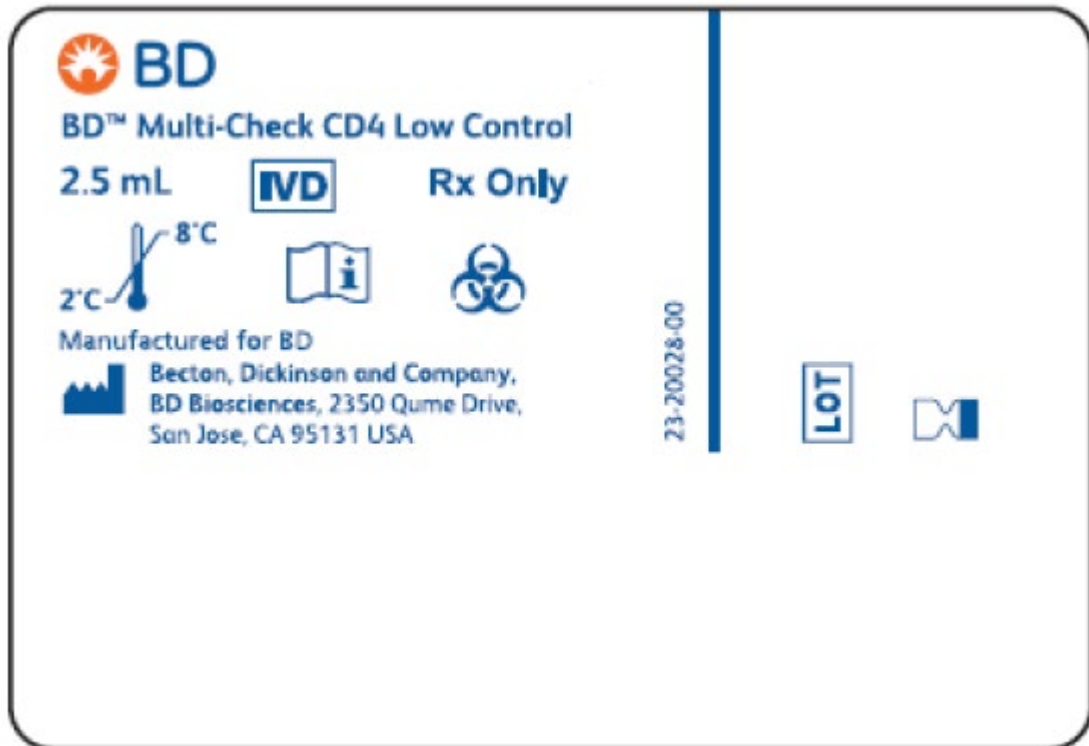 BD
BD™ Multi-Check CD4 Low Control
2.5 mL IVD Rx Only
8°C
2°C
Manufactured for BD
Becton, Dickinson and Company,
BD Biosciences, 2350 Qume Drive,
San Jose, CA 95131 USA
23-20028-00
LOT